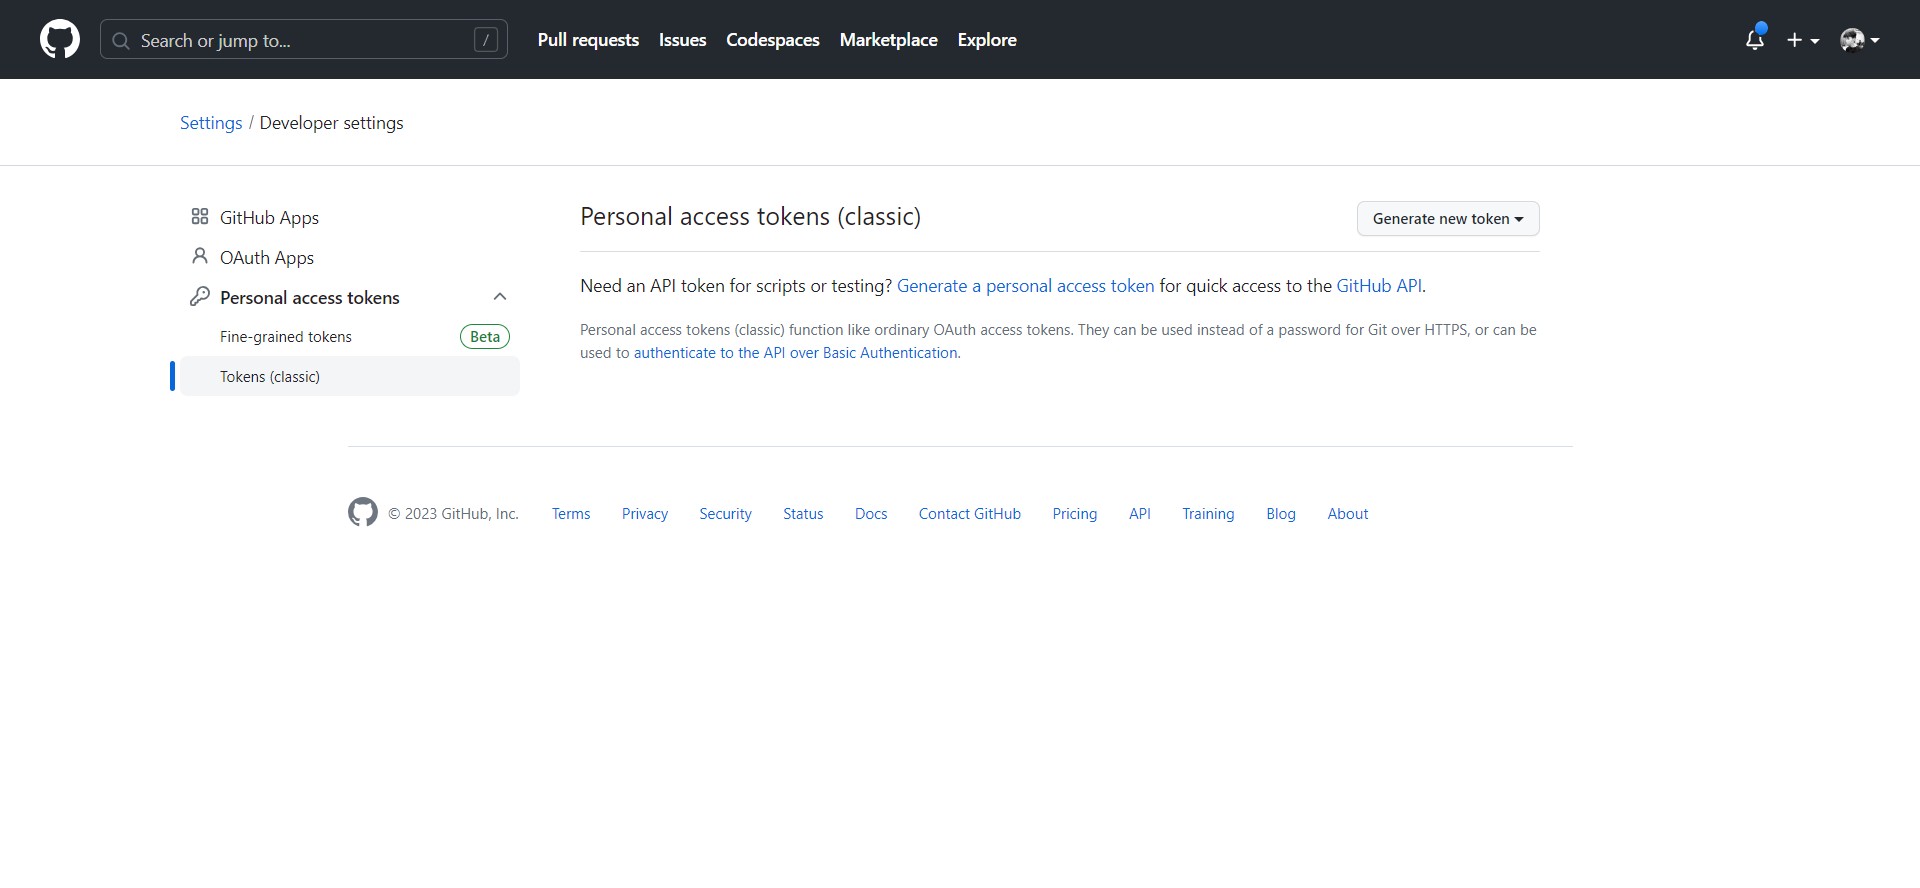 Search or jump to...
/
Pull requests
Issues
Codespaces
Marketplace
Explore
Settings / Developer settings
GitHub Apps
OAuth Apps
Personal access tokens
Fine-grained tokens
Beta
Tokens (classic)
Personal access tokens (classic)
Generate new token
Need an API token for scripts or testing? Generate a personal access token for quick access to the GitHub API.
Personal access tokens (classic) function like ordinary OAuth access tokens. They can be used instead of a password for Git over HTTPS, or can be
used to authenticate to the API over Basic Authentication.
© 2023 GitHub, Inc.
Terms
Privacy
Security
Status
Docs
Contact GitHub
Pricing
API
Training
Blog
About